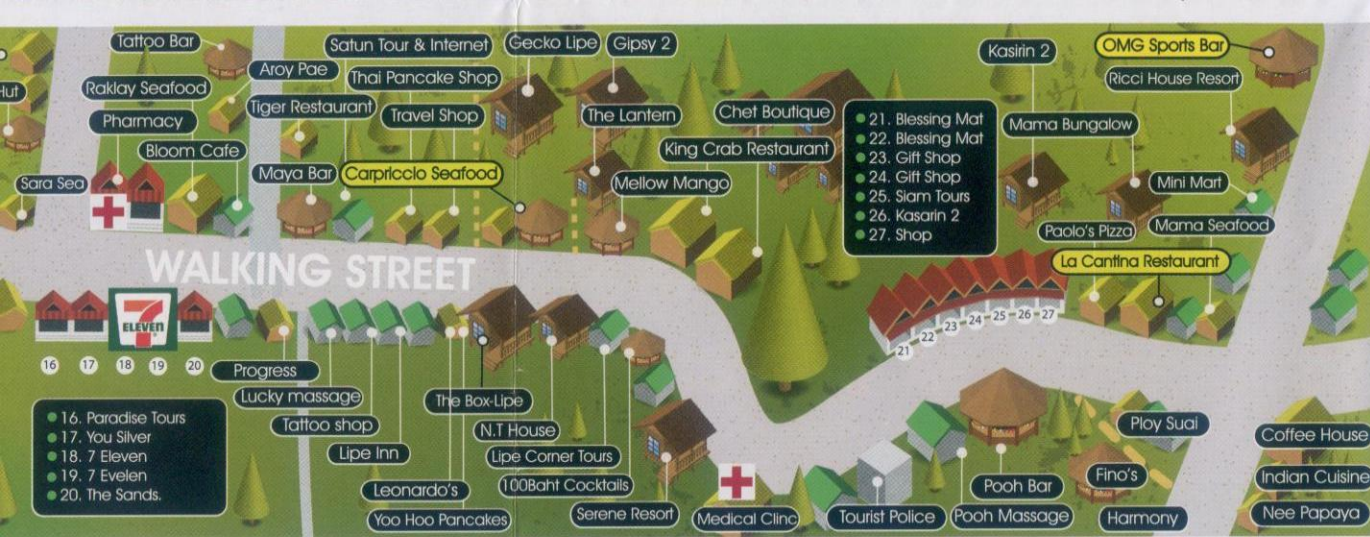 Tattoo Bar
Raklay Seafood
Pharmacy
Bloom Cafe
Sara Sea
Hut
Aroy Pae
Tiger Restaurant
Maya Bar
Satun Tour & Internet
Thai Pancake Shop
Travel Shop
Carpriccio Seafood
Gecko Lipe
Gipsy 2
The Lantern
Mellow Mango
Chet Boutique
King Crab Restaurant
21. Blessing Mat
22. Blessing Mat
23. Gift Shop
24. Gift Shop
25. Siam Tours
26. Kasarin 2
27. Shop
Kasirin 2
OMG Sports Bar
Ricci House Resort
Mama Bungalow
Mini Mart
Paolo's Pizza
Mama Seafood
La Cantina Restaurant
WALKING STREET
7
ELEVEN
16
17
18
19
20
21
22
23
24
25
26
27
16. Paradise Tours
17. You Silver
18. 7 Eleven
19. 7 Evelen
20. The Sands.
Progress
Lucky massage
Tattoo shop
Lipe Inn
Leonardo's
Yoo Hoo Pancakes
The Box-Lipe
N.T House
Lipe Corner Tours
100Baht Cocktails
Serene Resort
Medical Clinc
Tourist Police
Pooh Massage
Pooh Bar
Ploy Suai
Fino's
Harmony
Coffee House
Indian Cuisine
Nee Papaya